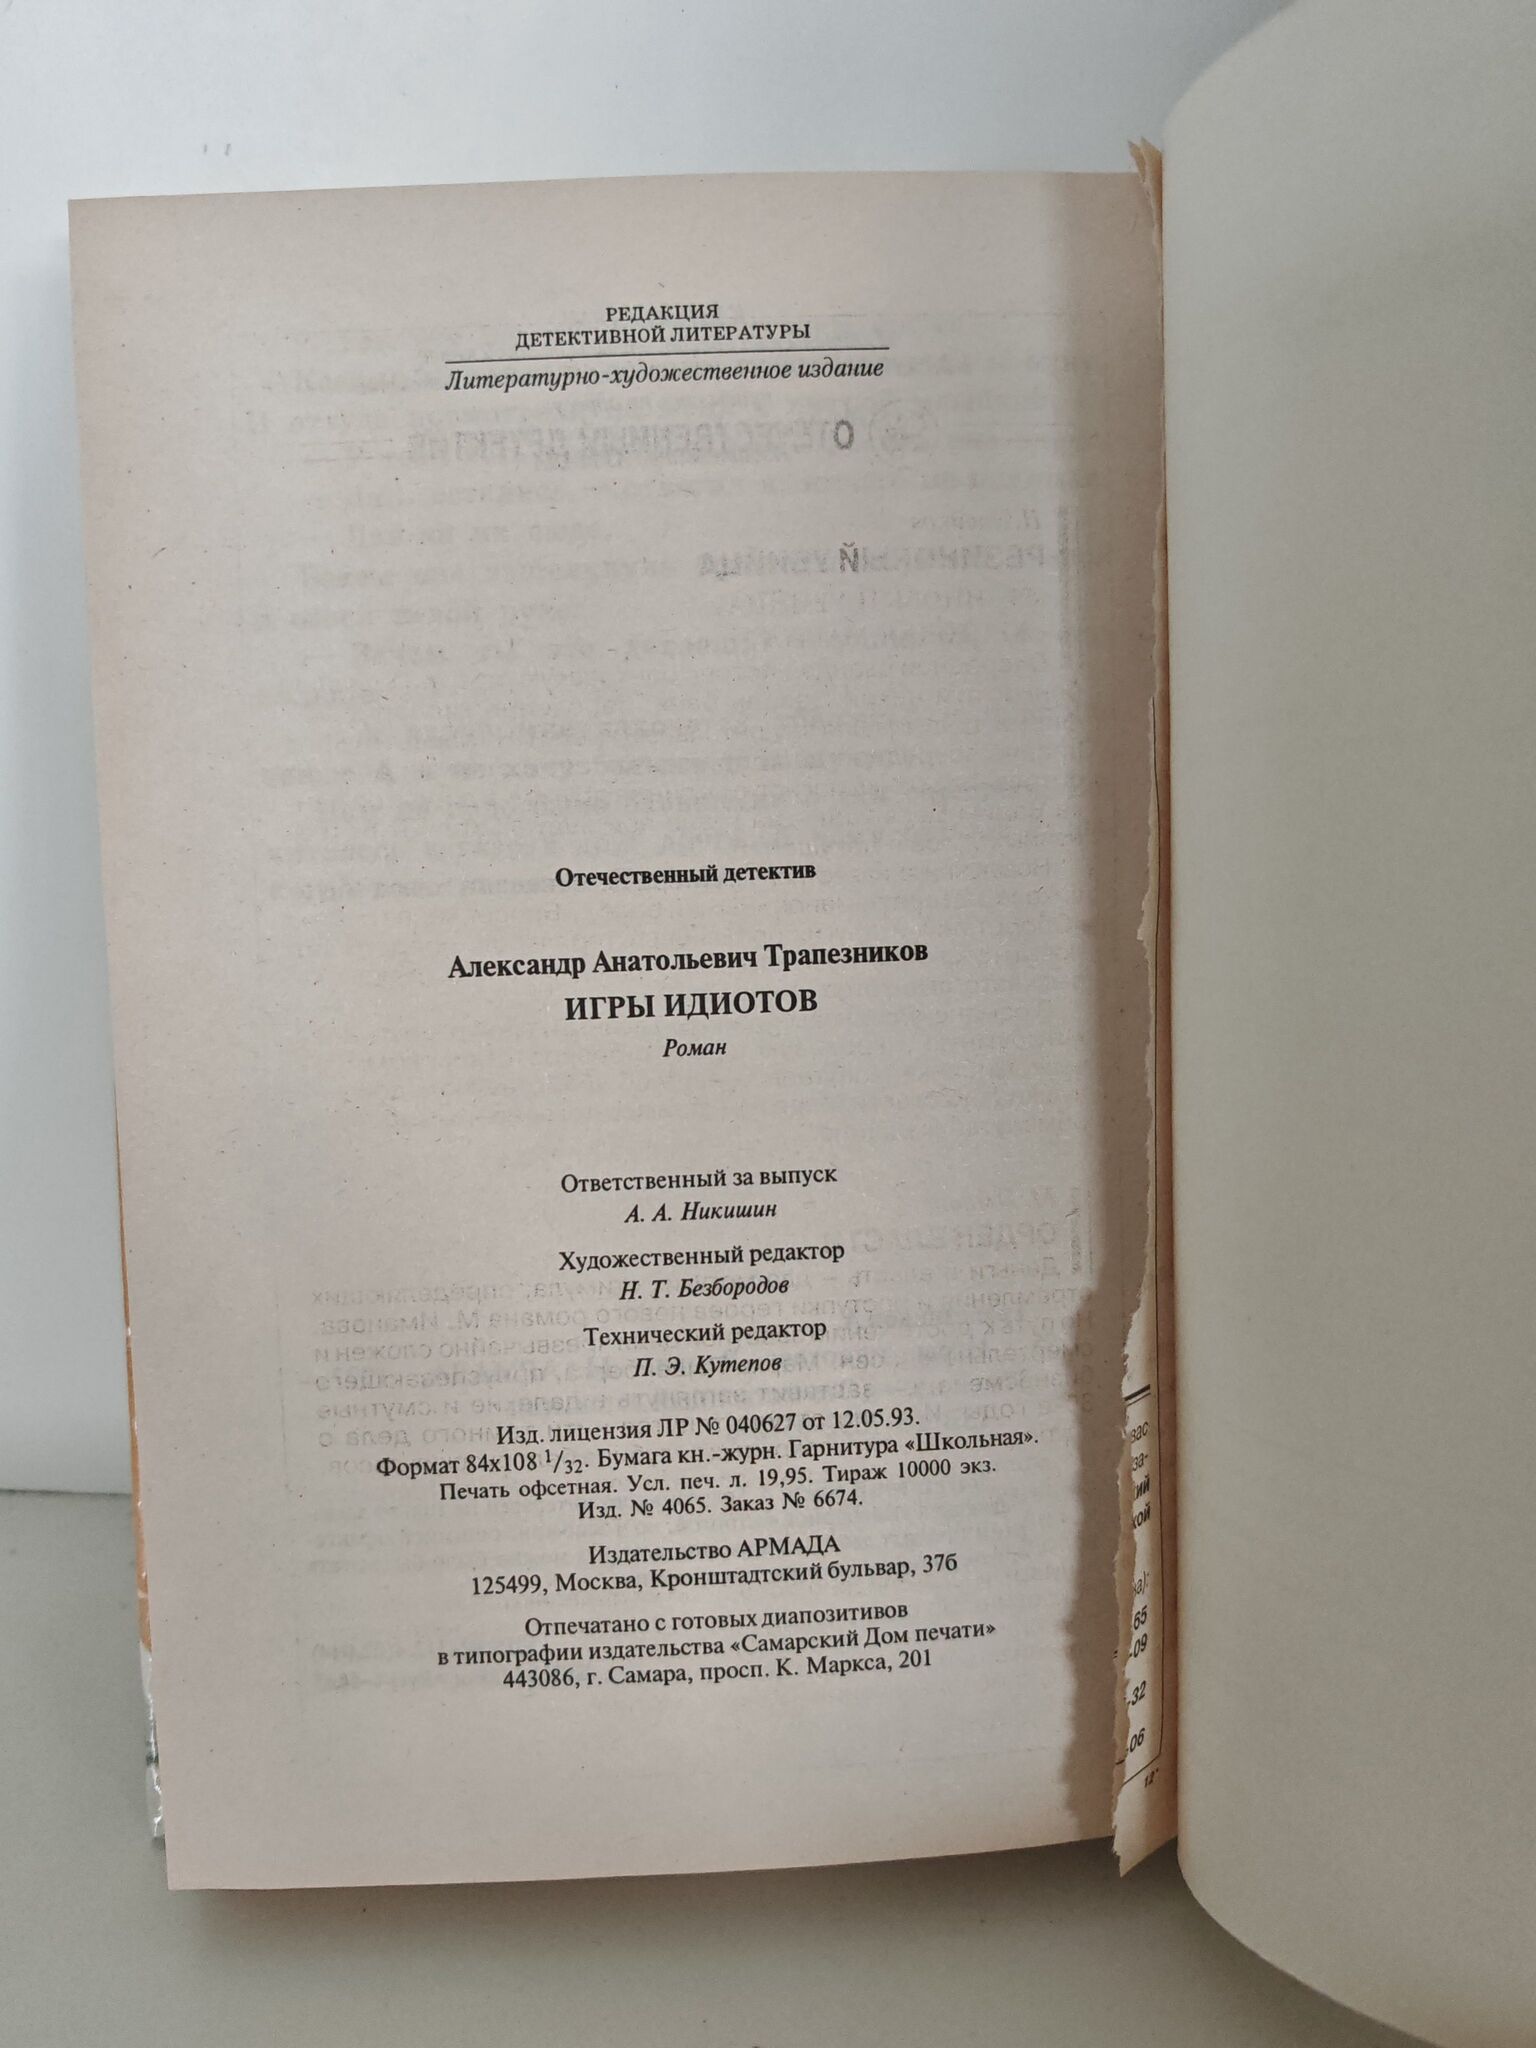 РЕДАКЦИЯ
ДЕТЕКТИВНОЙ ЛИТЕРАТУРЫ
Литературно-художественное издание
Отечественный детектив
Александр Анатольевич Трапезников
ИГРЫ ИДИОТОВ
Роман
Ответственный за выпуск
А. А. Никишин
Художественный редактор
Н. Т. Безбородов
Технический редактор
П. Э. Кутепов
Изд. лицензия ЛР № 040627 от 12.05.93.
Формат 84х108 1/32. Бумага кн.-журн. Гарнитура «Школьная».
Печать офсетная. Усл. печ. л. 19,95. Тираж 10000 экз.
Изд. № 4065. Заказ № 6674.
Издательство АРМАДА
125499, Москва, Кронштадтский бульвар, 37б
Отпечатано с готовых диапозитивов
в типографии издательства «Самарский Дом печати»
443086, г. Самара, просп. К. Маркса, 201